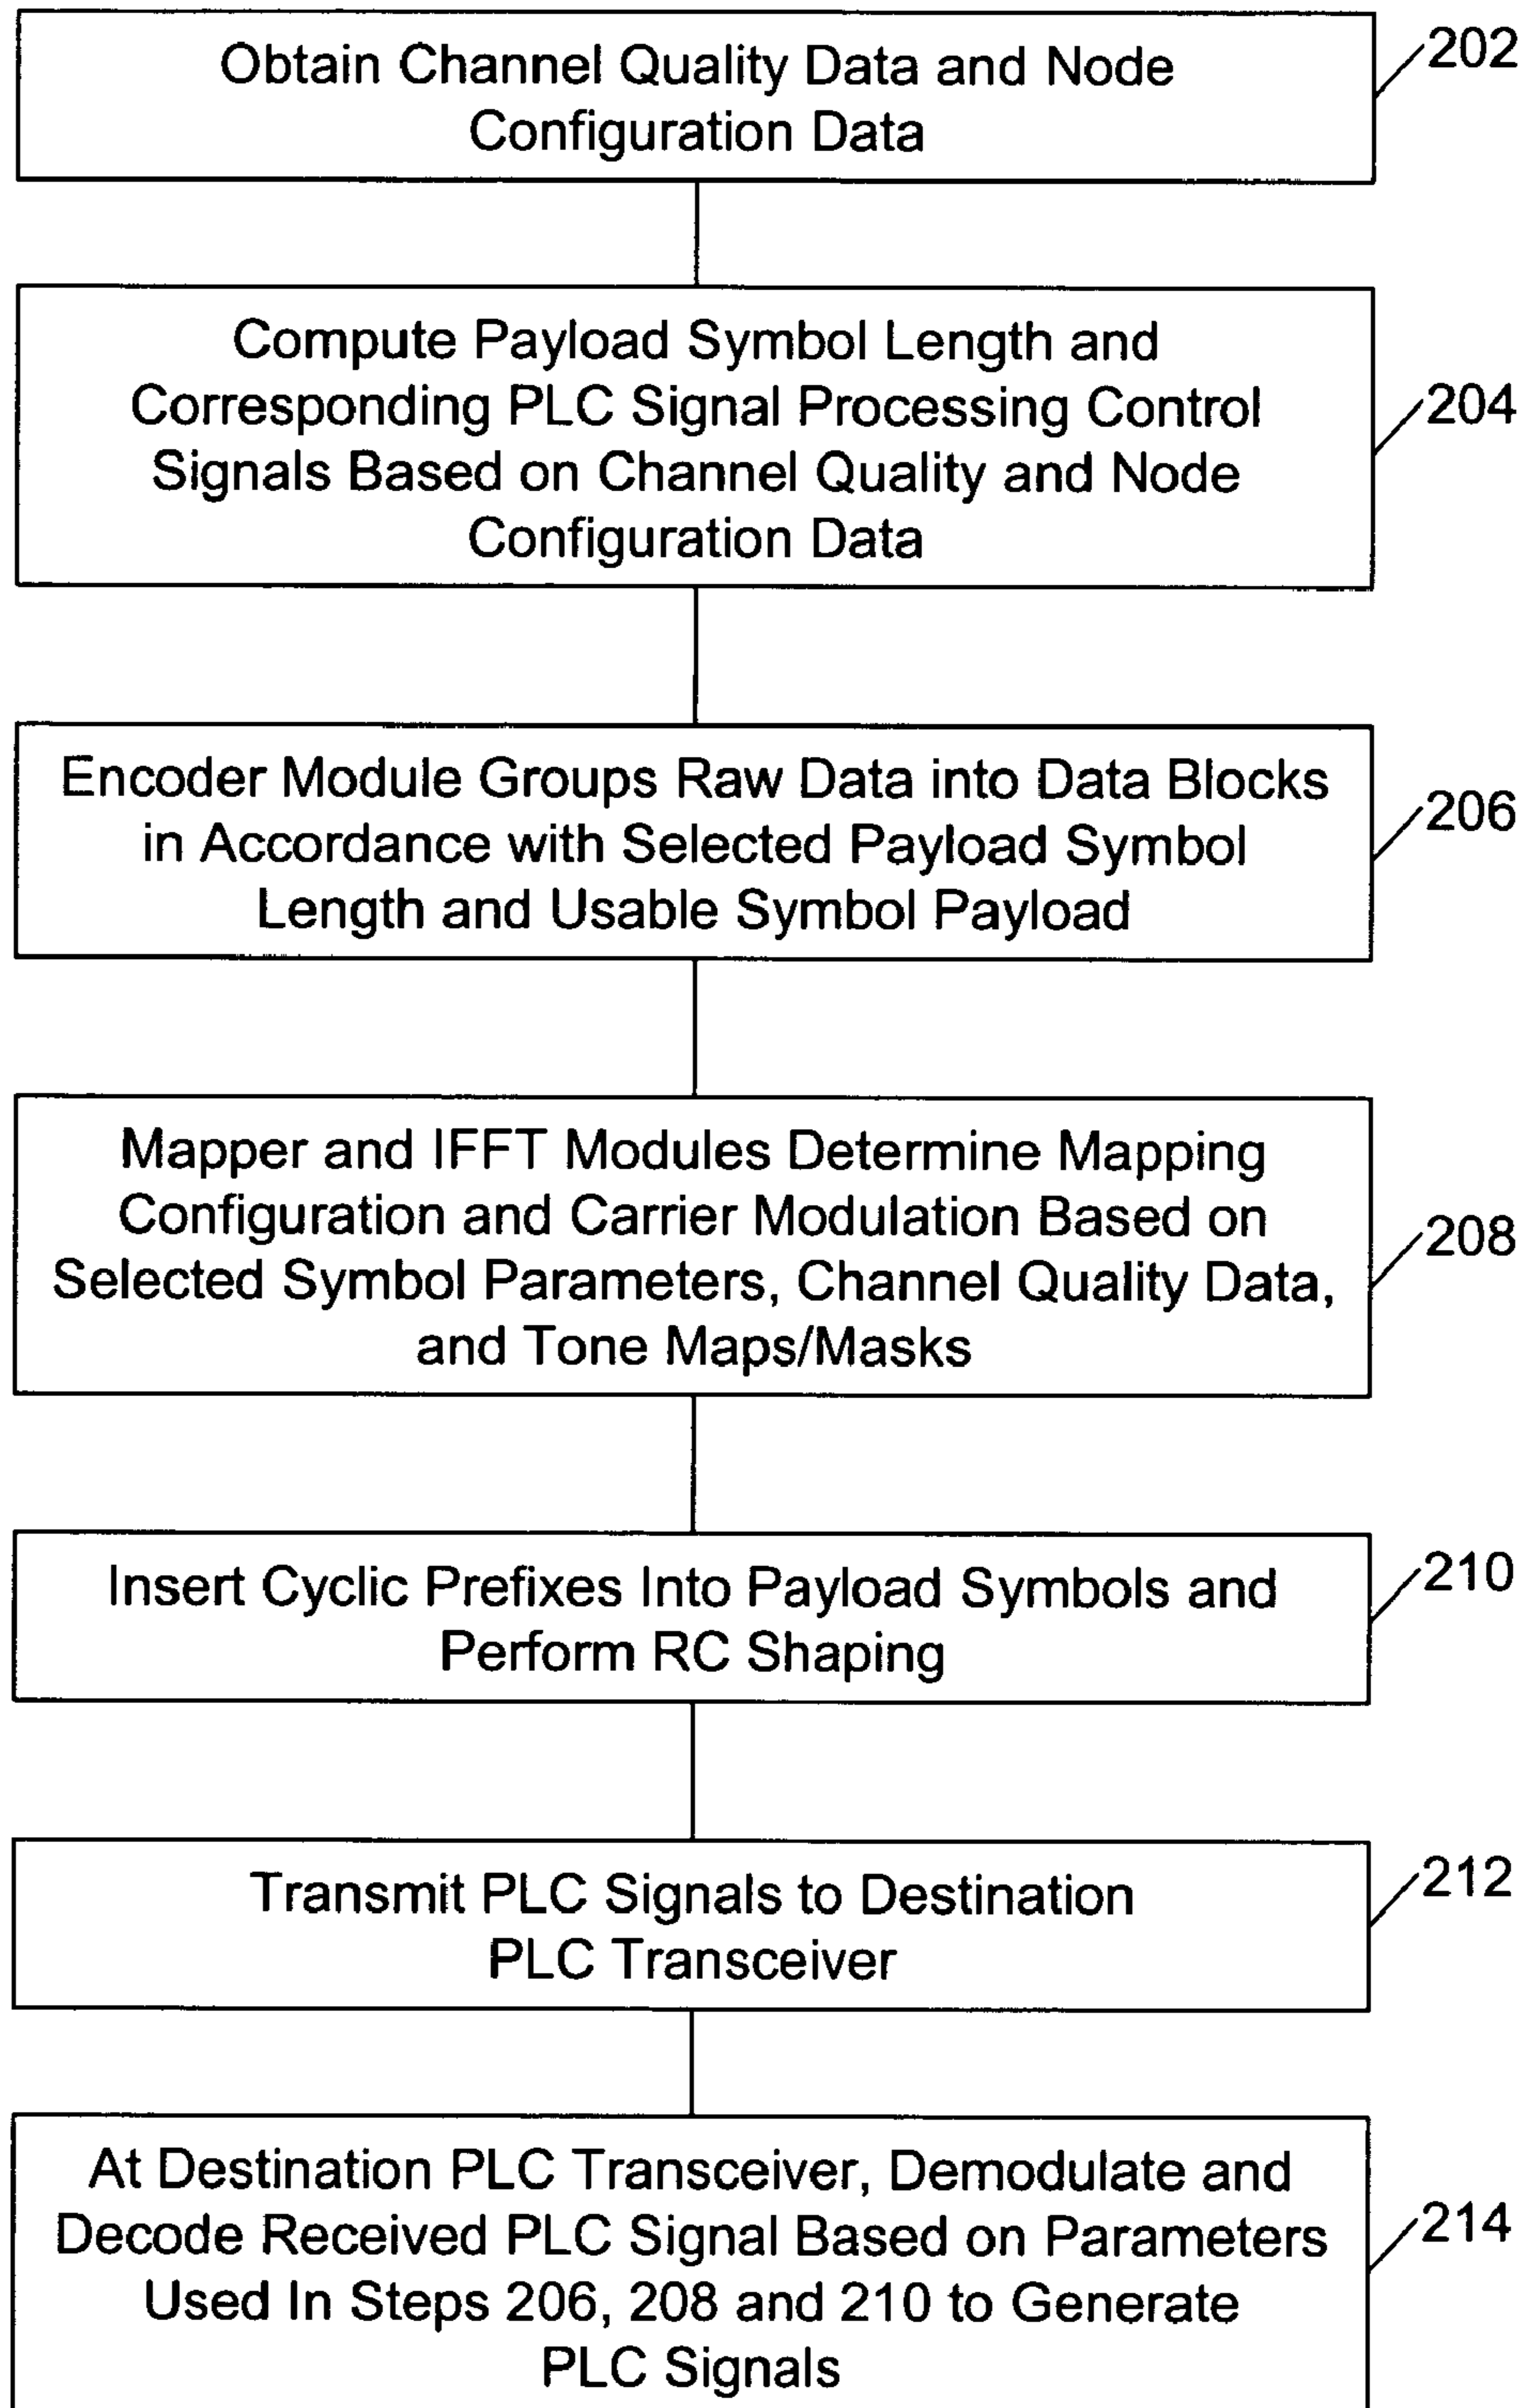 Obtain Channel Quality Data and Node
Configuration Data
202
Compute Payload Symbol Length and
Corresponding PLC Signal Processing Control
Signals Based on Channel Quality and Node
Configuration Data
204
Encoder Module Groups Raw Data into Data Blocks
in Accordance with Selected Payload Symbol
Length and Usable Symbol Payload
206
Mapper and IFFT Modules Determine Mapping
Configuration and Carrier Modulation Based on
Selected Symbol Parameters, Channel Quality Data,
and Tone Maps/Masks
208
Insert Cyclic Prefixes Into Payload Symbols and
Perform RC Shaping
210
Transmit PLC Signals to Destination
PLC Transceiver
212
At Destination PLC Transceiver, Demodulate and
Decode Received PLC Signal Based on Parameters
Used In Steps 206, 208 and 210 to Generate
PLC Signals
214